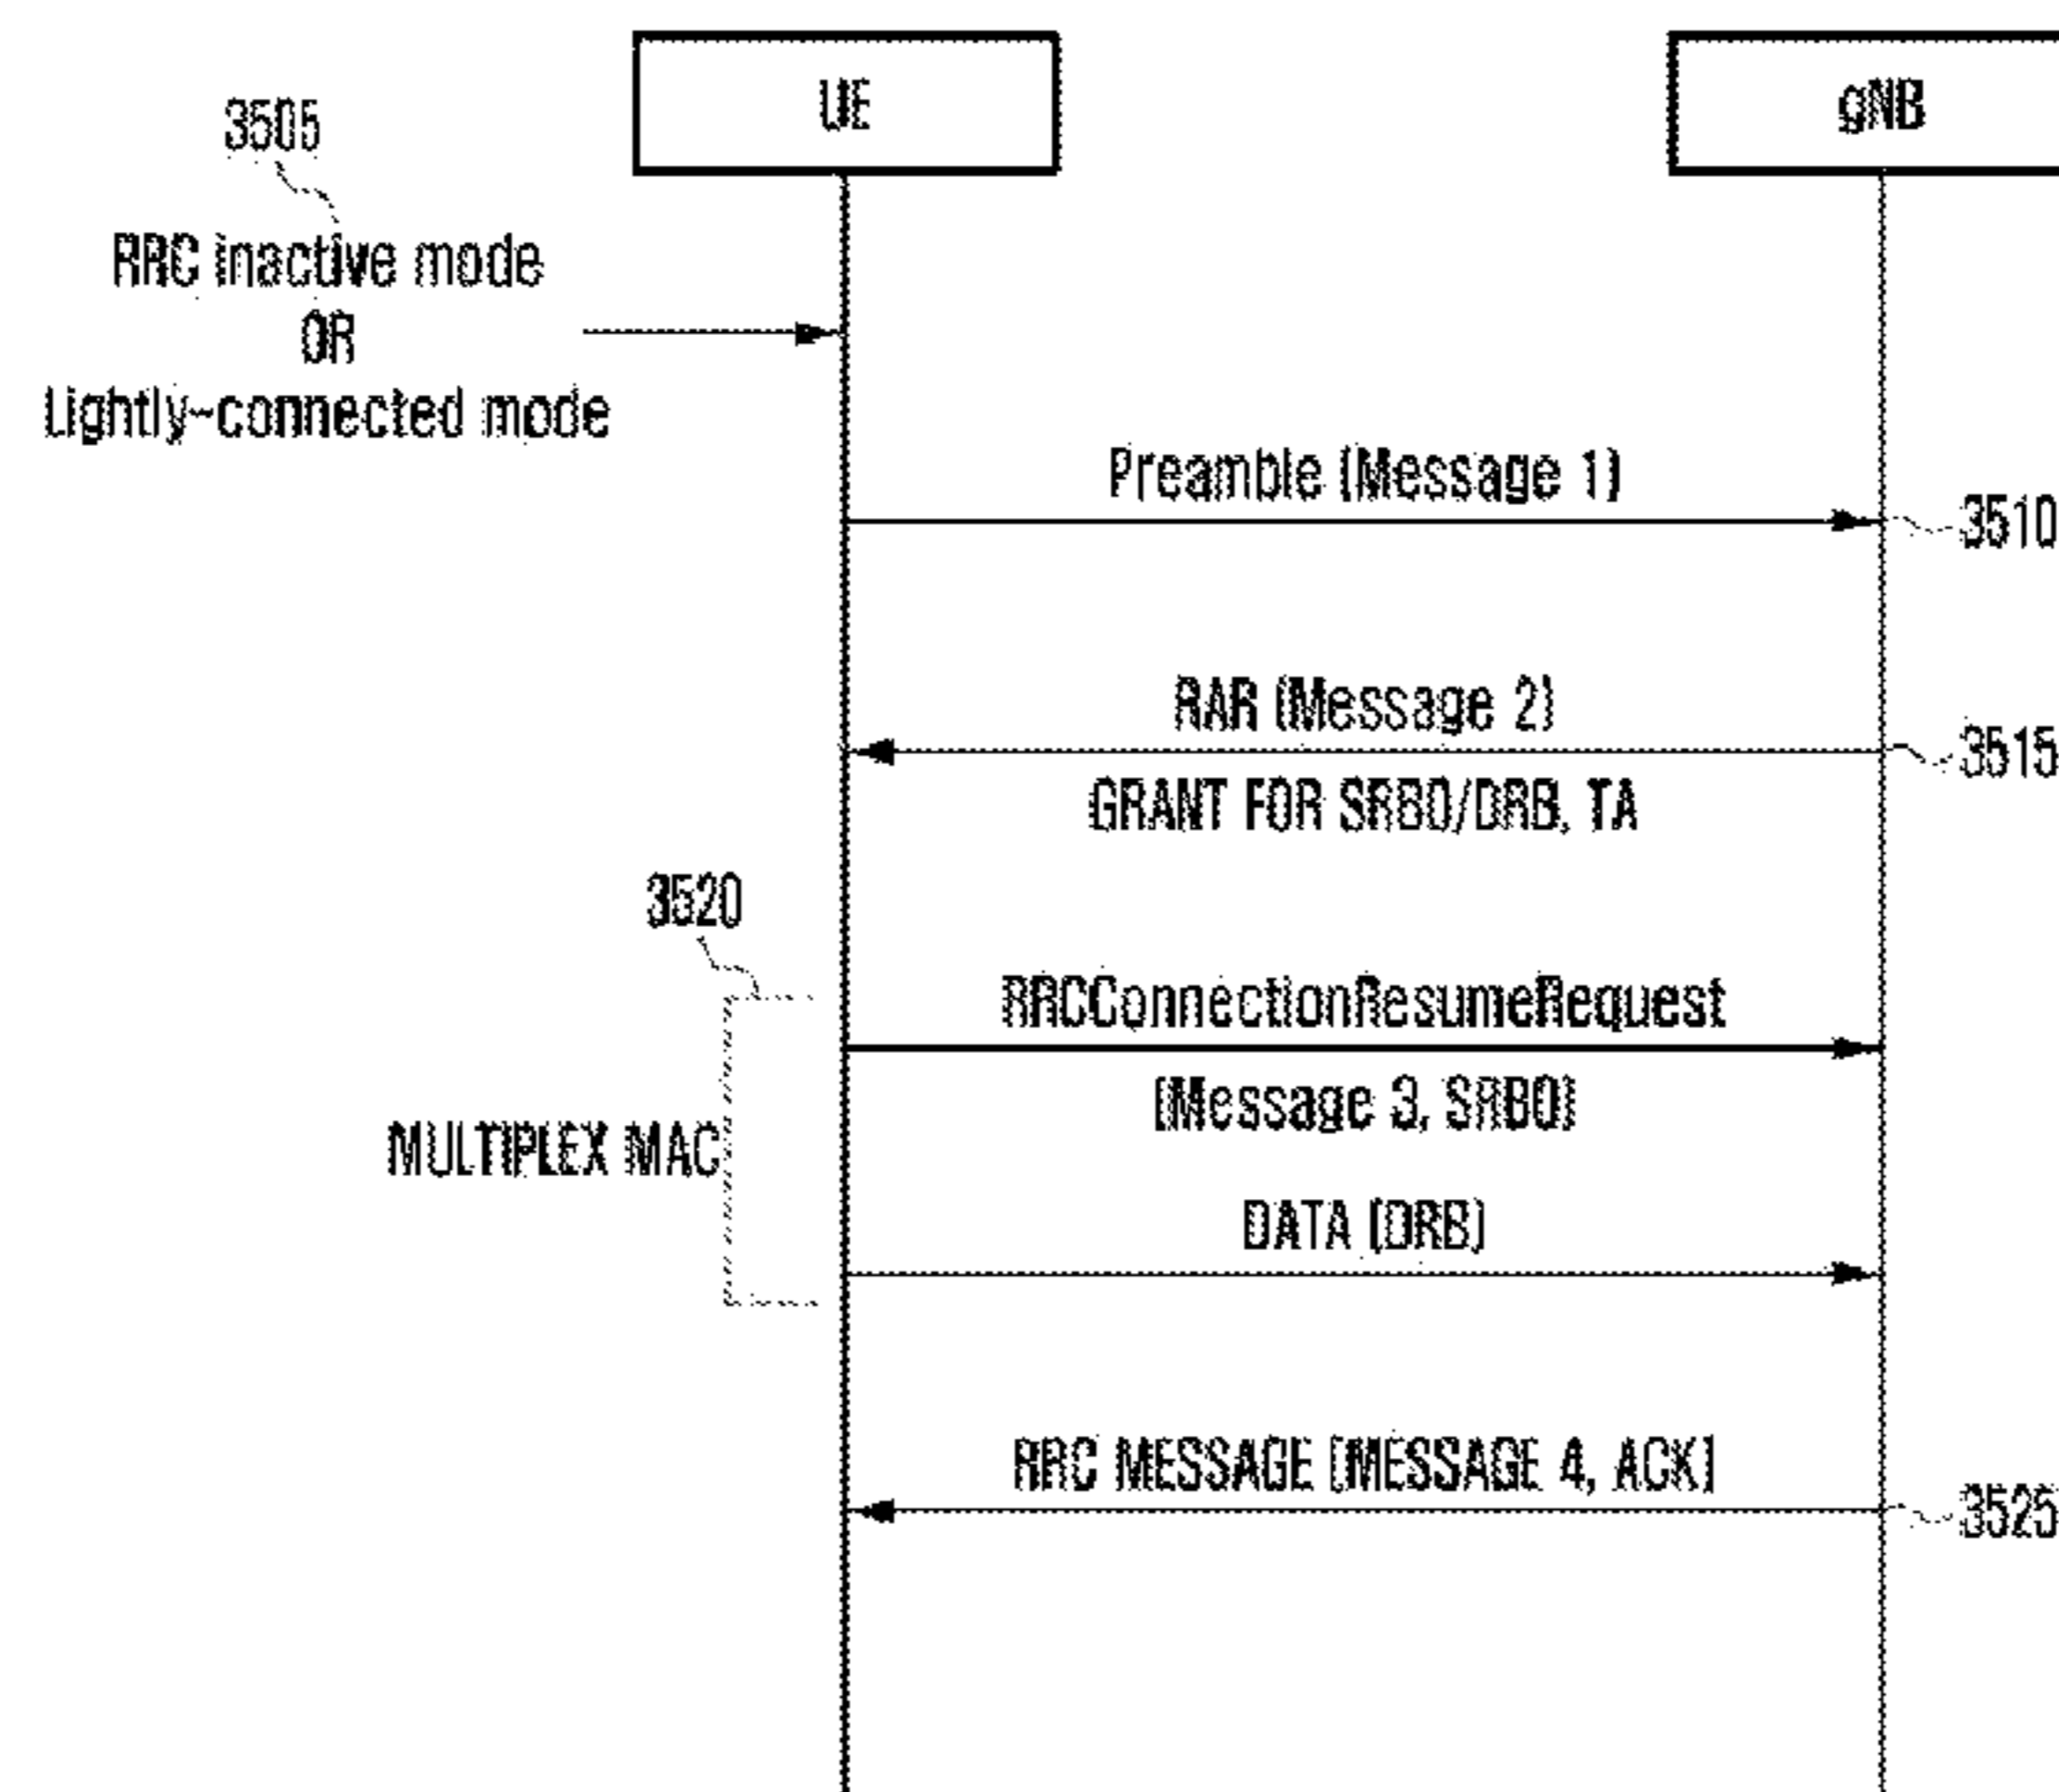 UE
gNB
3505
RRC inactive mode
OR
Lightly-connected mode
Preamble (Message 1)
3510
RAR (Message 2)
3515
GRANT FOR SRB0/DRB, TA
3520
RRCConnectionResumeRequest
(Message 3, SRB0)
MULTIPLEX MAC
DATA (DRB)
RRC MESSAGE (MESSAGE 4, ACK)
3525